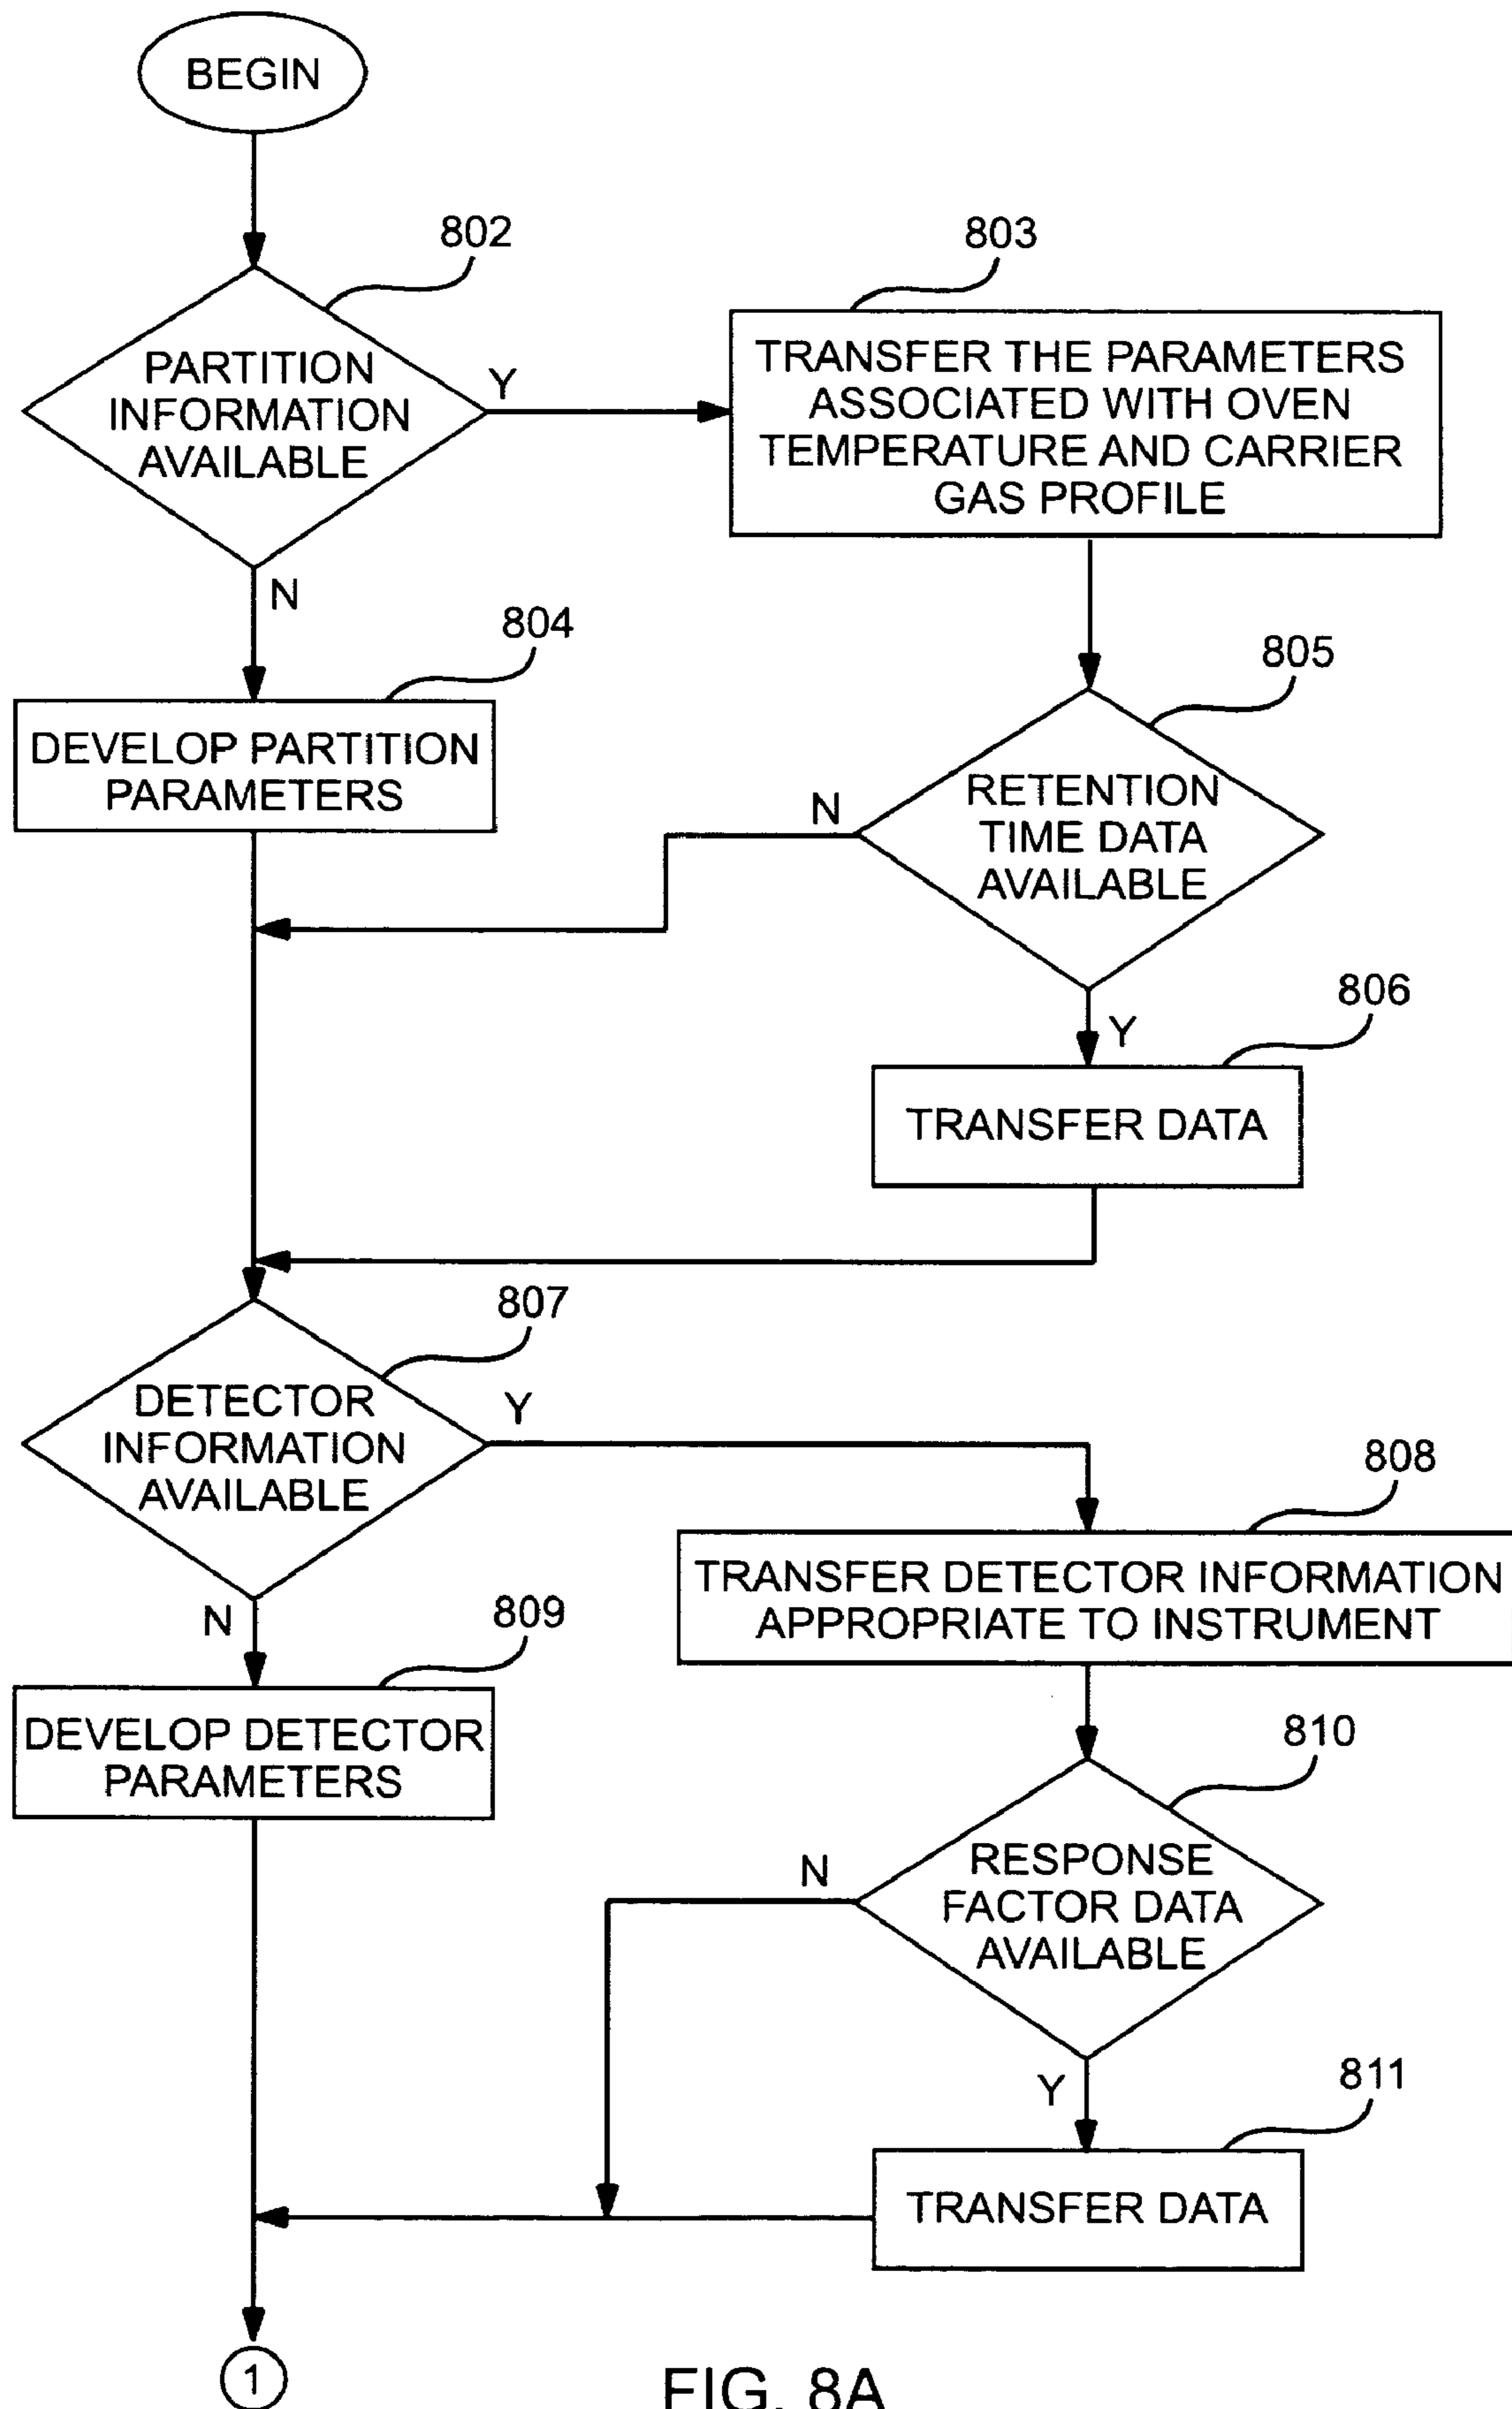 BEGIN
802
PARTITION
INFORMATION
AVAILABLE
Y
N
803
TRANSFER THE PARAMETERS
ASSOCIATED WITH OVEN
TEMPERATURE AND CARRIER
GAS PROFILE
804
DEVELOP PARTITION
PARAMETERS
805
RETENTION
TIME DATA
AVAILABLE
N
Y
806
TRANSFER DATA
807
DETECTOR
INFORMATION
AVAILABLE
Y
N
808
TRANSFER DETECTOR INFORMATION
APPROPRIATE TO INSTRUMENT
809
DEVELOP DETECTOR
PARAMETERS
810
RESPONSE
FACTOR DATA
AVAILABLE
N
Y
811
TRANSFER DATA
1
FIG. 8A